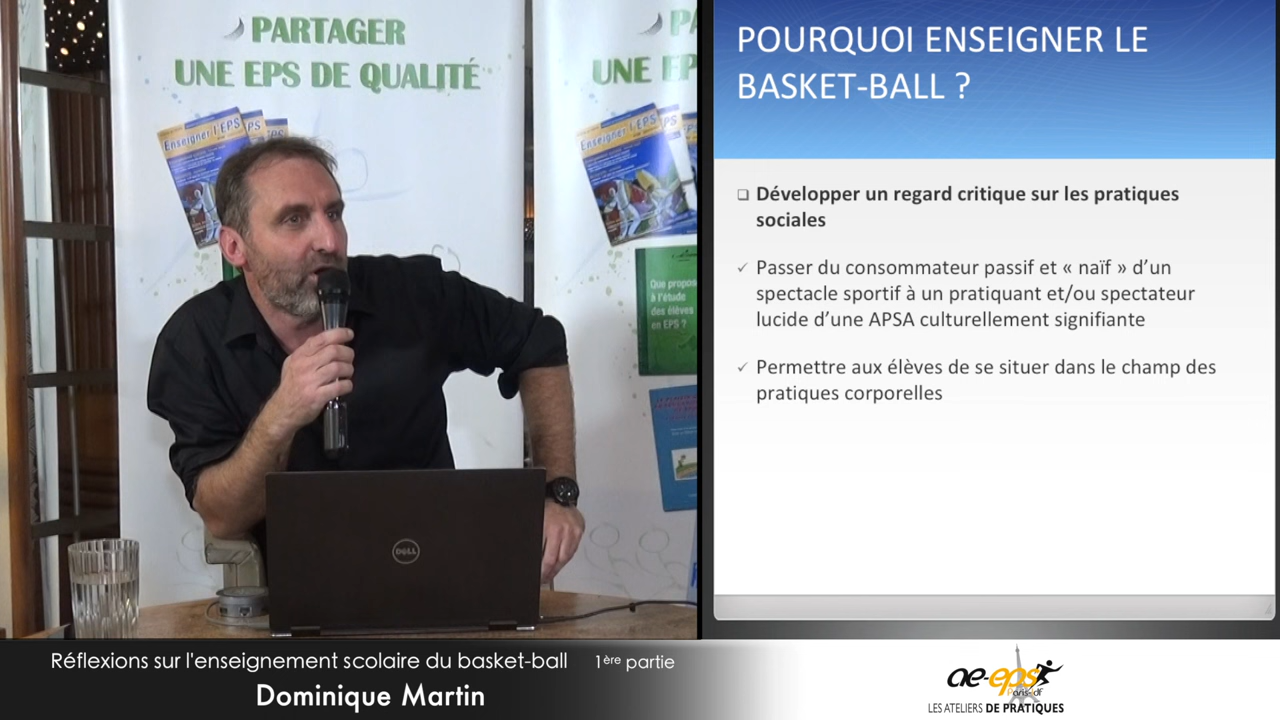 PARTAGER
UNE EPS DE QUALITÉ
Enseigner l'EPS
EPS
EPS
PA
UNE EP
Enseigner l'EPS
Que propos
à l'étude
des élèves
en EPS ?
DELL
POURQUOI ENSEIGNER LE
BASKET-BALL ?
❑ Développer un regard critique sur les pratiques
sociales
✓ Passer du consommateur passif et « naïf » d'un
spectacle sportif à un pratiquant et/ou spectateur
lucide d'une APSA culturellement signifiante
✓ Permettre aux élèves de se situer dans le champ des
pratiques corporelles
Réflexions sur l'enseignement scolaire du basket-ball 1ère partie
Dominique Martin
ae-eps
Paris-idf
LES ATELIERS DE PRATIQUES